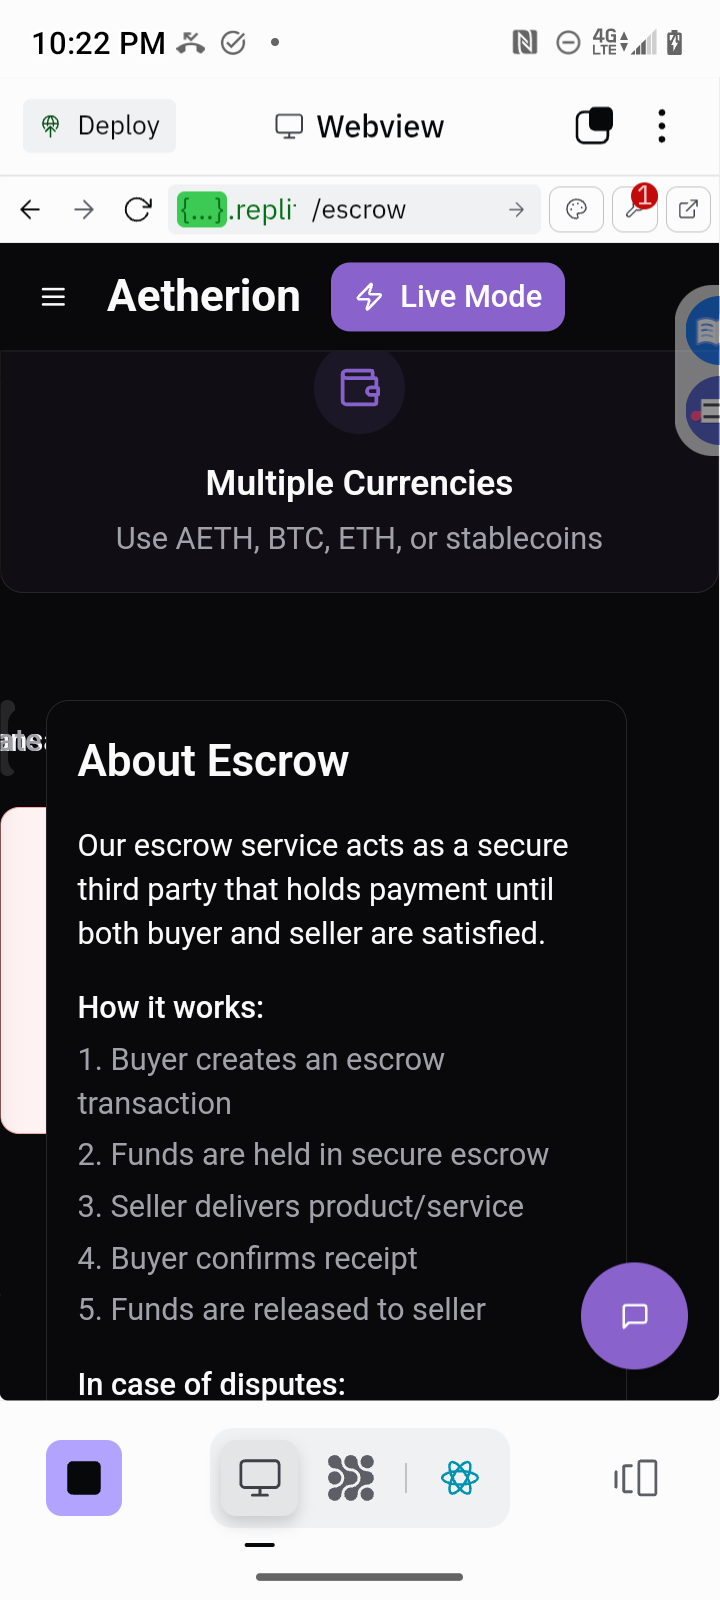 10:22 PM
4G
LTE
Deploy
Webview
{...}.repli
/escrow
1
Aetherion
Live Mode
Multiple Currencies
Use AETH, BTC, ETH, or stablecoins
About Escrow
Our escrow service acts as a secure
third party that holds payment until
both buyer and seller are satisfied.
How it works:
1. Buyer creates an escrow
transaction
2. Funds are held in secure escrow
3. Seller delivers product/service
4. Buyer confirms receipt
5. Funds are released to seller
In case of disputes: